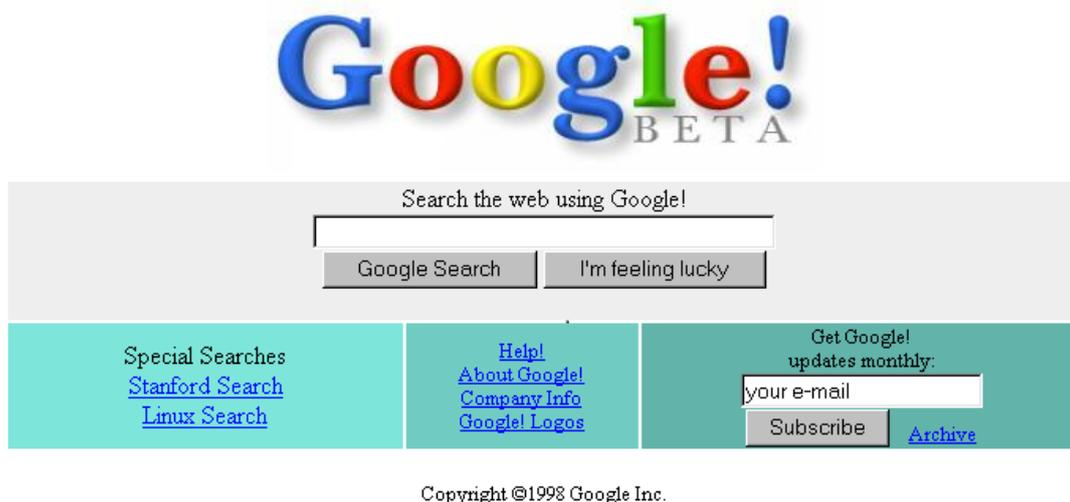 Google!
BETA
Search the web using Google!
Google Search I'm feeling lucky
Special Searches
Stanford Search
Linux Search
Help!
About Google!
Company Info
Google! Logos
Get Google!
updates monthly:
your e-mail
Subscribe Archive
Copyright ©1998 Google Inc.